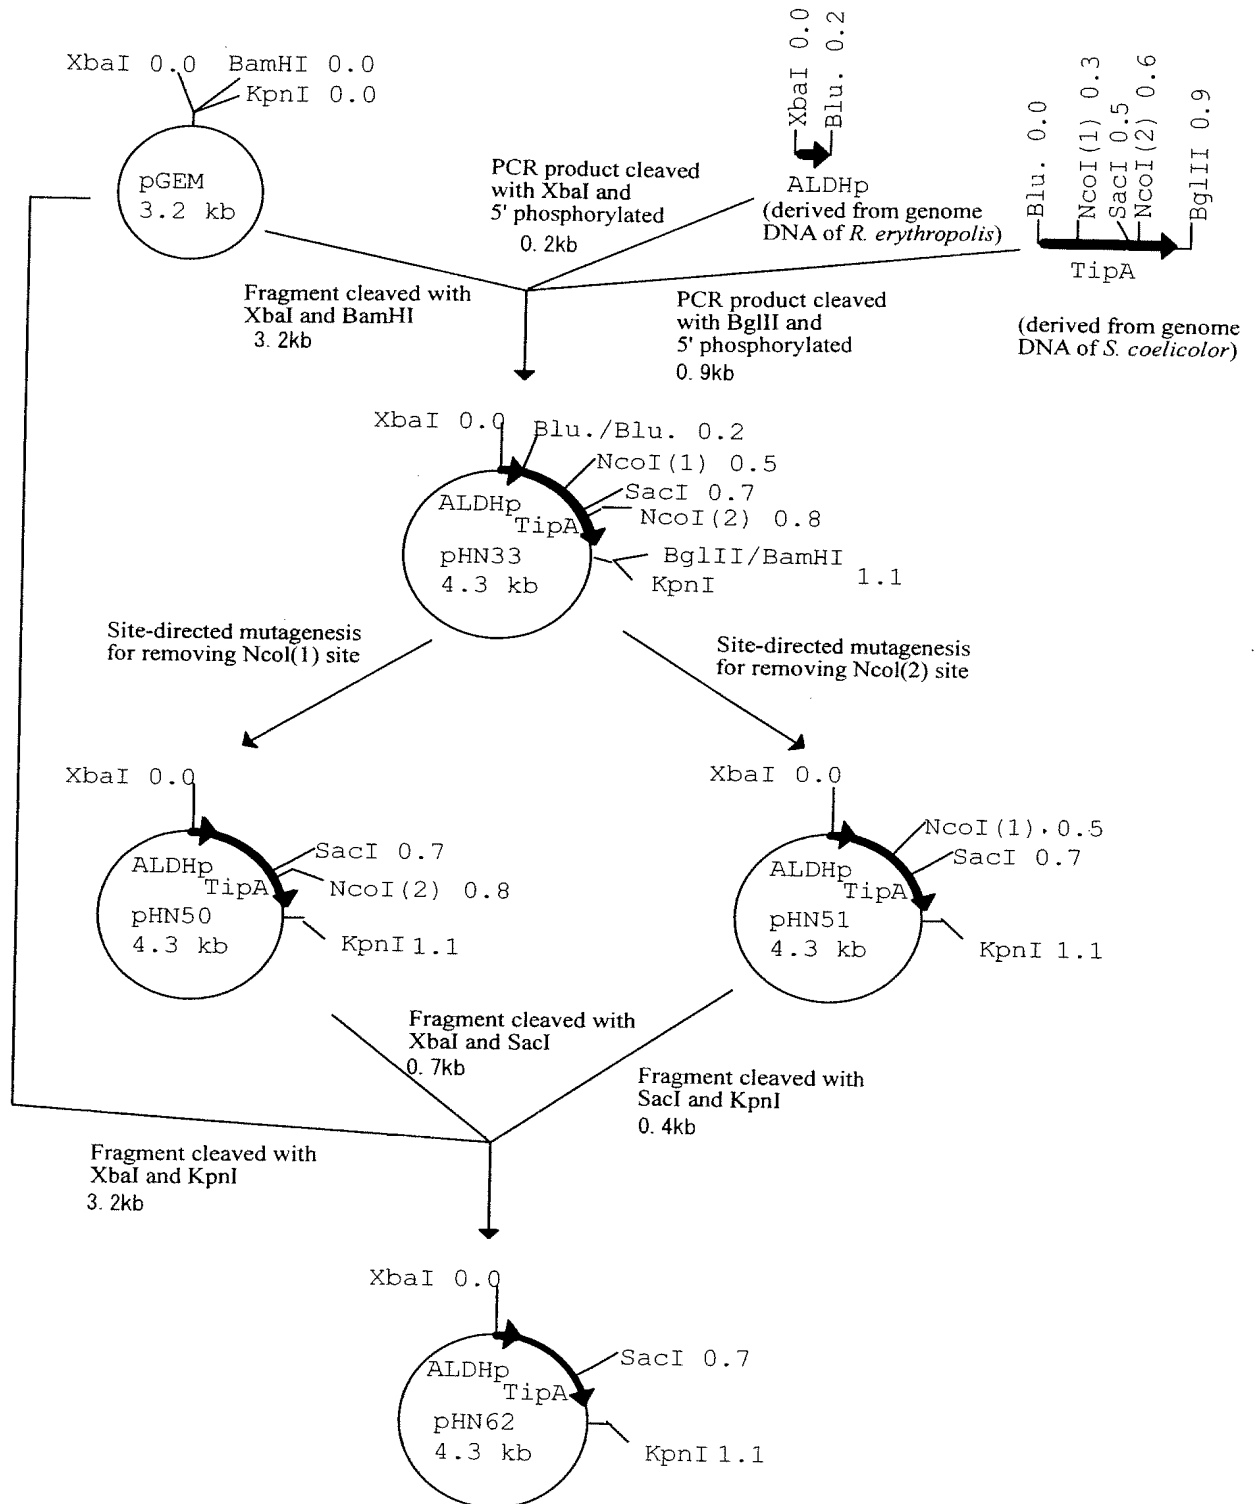 XbaI 0.0
BamHI 0.0
KpnI 0.0
pGEM
3.2 kb
XbaI 0.0
Blu. 0.2
ALDHp
(derived from genome
DNA of R. erythropolis)
Blu. 0.0
NcoI(1) 0.3
SacI 0.5
NcoI(2) 0.6
BglII 0.9
TipA
(derived from genome
DNA of S. coelicolor)
PCR product cleaved
with XbaI and
5' phosphorylated
0.2kb
Fragment cleaved with
XbaI and BamHI
3.2kb
PCR product cleaved
with BglII and
5' phosphorylated
0.9kb
XbaI 0.0
Blu./Blu. 0.2
NcoI(1) 0.5
SacI 0.7
NcoI(2) 0.8
BglII/BamHI
KpnI
1.1
ALDHp
TipA
pHN33
4.3 kb
Site-directed mutagenesis
for removing NcoI(1) site
Site-directed mutagenesis
for removing NcoI(2) site
XbaI 0.0
SacI 0.7
NcoI(2) 0.8
KpnI 1.1
ALDHp
TipA
pHN50
4.3 kb
XbaI 0.0
NcoI(1) 0.5
SacI 0.7
KpnI 1.1
ALDHp
TipA
pHN51
4.3 kb
Fragment cleaved with
XbaI and SacI
0.7kb
Fragment cleaved with
SacI and KpnI
0.4kb
Fragment cleaved with
XbaI and KpnI
3.2kb
XbaI 0.0
SacI 0.7
KpnI 1.1
ALDHp
TipA
pHN62
4.3 kb